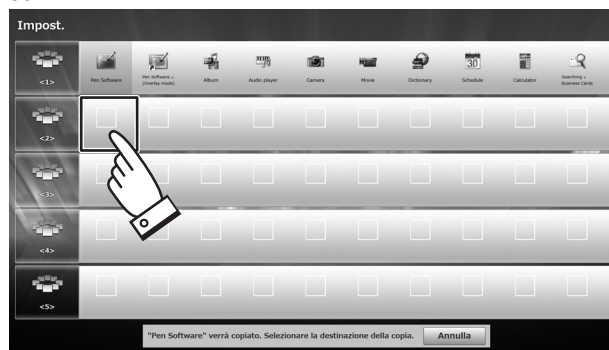 Impost.
<1>
Pen Software
Pen Software
(Overlay mode)
Album
Audio player
Camera
Movie
Dictionary
30
Schedule
Calculator
Searching
Business Cards
<2>
<3>
<4>
<5>
"Pen Software" verrà copiato. Selezionare la destinazione della copia.
Annulla